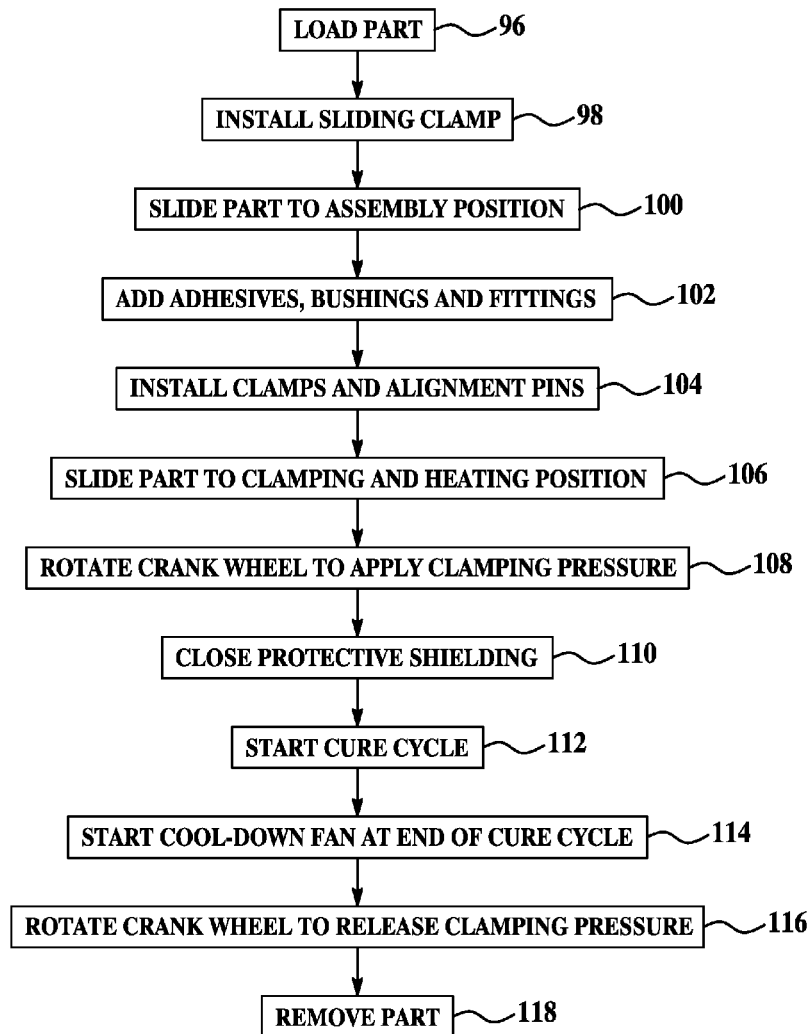 LOAD PART 96
INSTALL SLIDING CLAMP 98
SLIDE PART TO ASSEMBLY POSITION 100
ADD ADHESIVES, BUSHINGS AND FITTINGS 102
INSTALL CLAMPS AND ALIGNMENT PINS 104
SLIDE PART TO CLAMPING AND HEATING POSITION 106
ROTATE CRANK WHEEL TO APPLY CLAMPING PRESSURE 108
CLOSE PROTECTIVE SHIELDING 110
START CURE CYCLE 112
START COOL-DOWN FAN AT END OF CURE CYCLE 114
ROTATE CRANK WHEEL TO RELEASE CLAMPING PRESSURE 116
REMOVE PART 118